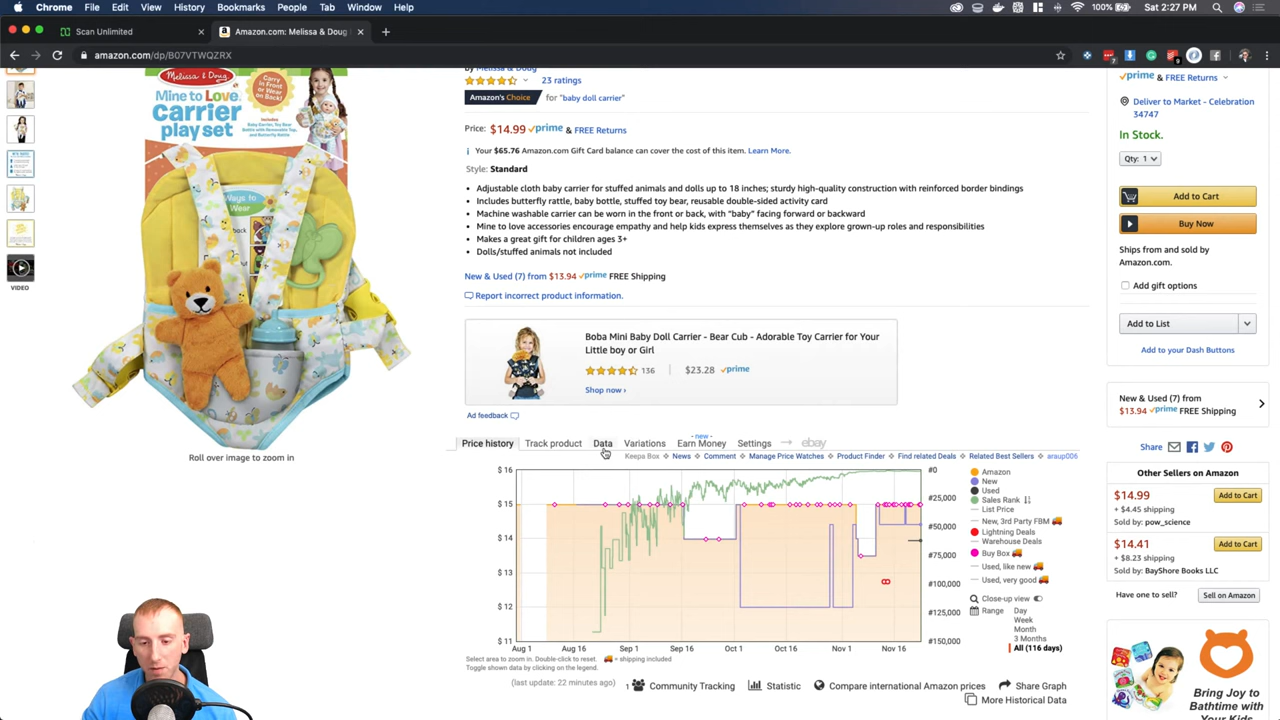 Chrome File Edit View History Bookmarks People Tab Window Help
100% Sat 2:27 PM
Scan Unlimited
Amazon.com: Melissa & Doug
amazon.com/dp/B07VTWQZRX
by Melissa & Doug
23 ratings
Amazon's Choice for "baby doll carrier"
Price: $14.99 prime & FREE Returns
Your $65.76 Amazon.com Gift Card balance can cover the cost of this item. Learn More.
Style: Standard
Adjustable cloth baby carrier for stuffed animals and dolls up to 18 inches; sturdy high-quality construction with reinforced border bindings
Includes butterfly rattle, baby bottle, stuffed toy bear, reusable double-sided activity card
Machine washable carrier can be worn in the front or back, with "baby" facing forward or backward
Mine to love accessories encourage empathy and help kids express themselves as they explore grown-up roles and responsibilities
Makes a great gift for children ages 3+
Dolls/stuffed animals not included
New & Used (7) from $13.94 prime FREE Shipping
Report incorrect product information.
Melissa & Doug
Carry in Front or Wear on Back!
Mine to Love
carrier
play set
Ways to
Wear
VIDEO
Roll over image to zoom in
Boba Mini Baby Doll Carrier - Bear Cub - Adorable Toy Carrier for Your
Little boy or Girl
136 $23.28 prime
Shop now ›
Ad feedback
Price history Track product Data Variations Earn Money Settings ebay
- new -
Keepa Box News Comment Manage Price Watches Product Finder Find related Deals Related Best Sellers araup006
$ 16
$ 15
$ 14
$ 13
$ 12
$ 11
#0
#25,000
#50,000
#75,000
#100,000
#125,000
#150,000
Aug 1 Aug 16 Sep 1 Sep 16 Oct 1 Oct 16 Nov 1 Nov 16
Amazon
New
Used
Sales Rank
List Price
New, 3rd Party FBM
Lightning Deals
Warehouse Deals
Buy Box
Used, like new
Used, very good
Close-up view
Range Day
Week
Month
3 Months
All (116 days)
Select area to zoom in. Double-click to reset. = shipping included
Toggle shown data by clicking on the legend.
(last update: 22 minutes ago) 1 Community Tracking Statistic Compare international Amazon prices Share Graph
More Historical Data
prime & FREE Returns
Deliver to Market - Celebration
34747
In Stock.
Qty: 1
Add to Cart
Buy Now
Ships from and sold by
Amazon.com.
Add gift options
Add to List
Add to your Dash Buttons
New & Used (7) from
$13.94 prime FREE Shipping
Share
Other Sellers on Amazon
$14.99 Add to Cart
+ $4.45 shipping
Sold by: pow_science
$14.41 Add to Cart
+ $8.23 shipping
Sold by: BayShore Books LLC
Have one to sell? Sell on Amazon
Bring Joy to
Bathtime with
Your Kids